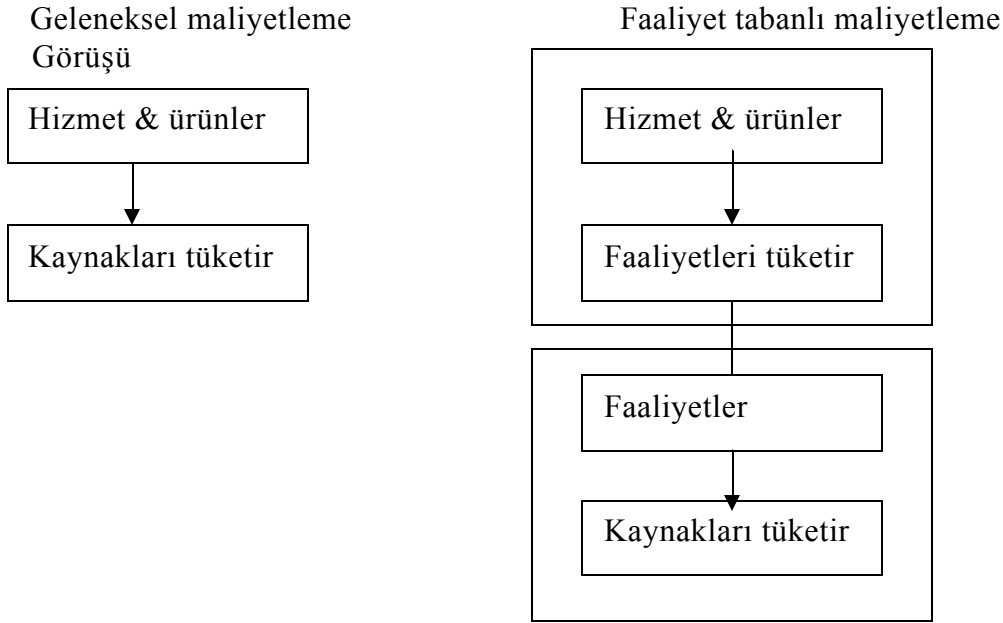 Geleneksel maliyetleme
Görüşü
Hizmet & ürünler
Kaynakları tüketir
Faaliyet tabanlı maliyetleme
Hizmet & ürünler
Faaliyetleri tüketir
Faaliyetler
Kaynakları tüketir